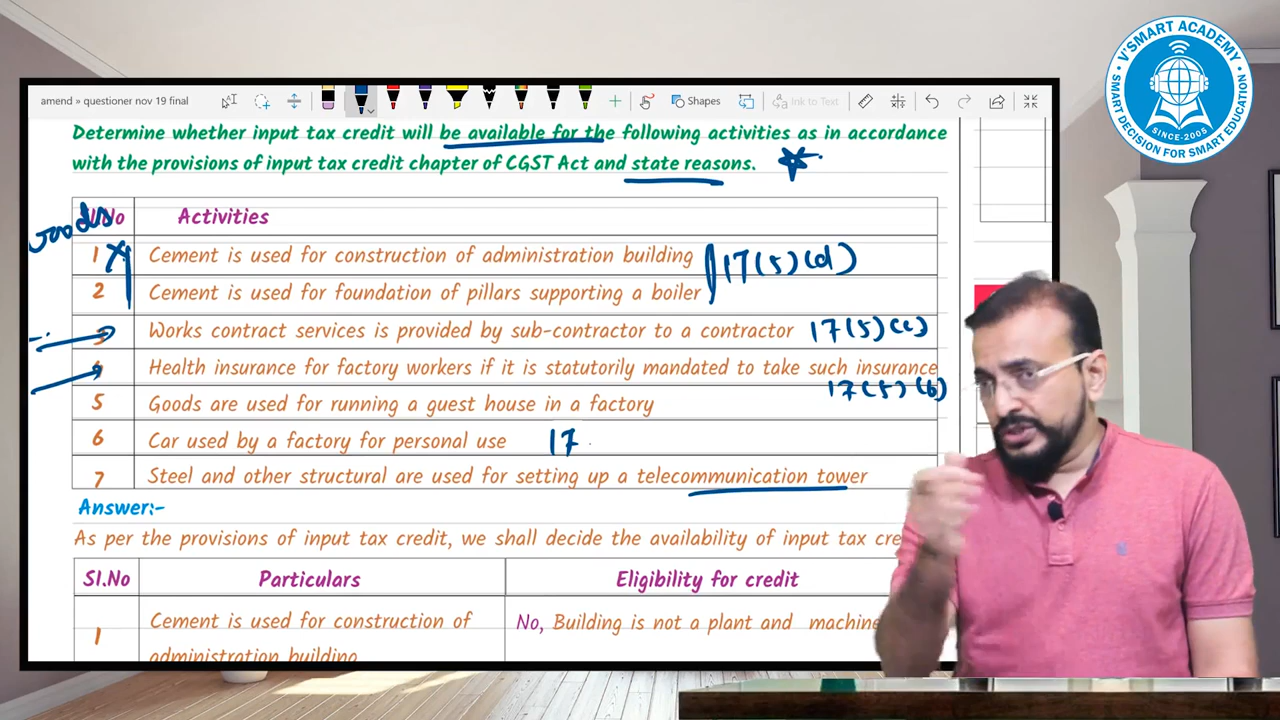 V'SMART ACADEMY
SINCE-2005
SMART DECISION FOR SMART EDUCATION
amend » questioner nov 19 final
Shapes
Ink to Text
Determine whether input tax credit will be available for the following activities as in accordance
with the provisions of input tax credit chapter of CGST Act and state reasons.
Goods
Sl.No Activities
1 Cement is used for construction of administration building 17(5)(d)
2 Cement is used for foundation of pillars supporting a boiler
3 Works contract services is provided by sub-contractor to a contractor 17(5)(c)
4 Health insurance for factory workers if it is statutorily mandated to take such insurance
17(5)(b)
5 Goods are used for running a guest house in a factory
6 Car used by a factory for personal use 17
7 Steel and other structural are used for setting up a telecommunication tower
Answer:-
As per the provisions of input tax credit, we shall decide the availability of input tax cre
Sl.No Particulars Eligibility for credit
1 Cement is used for construction of No, Building is not a plant and machine
administration building